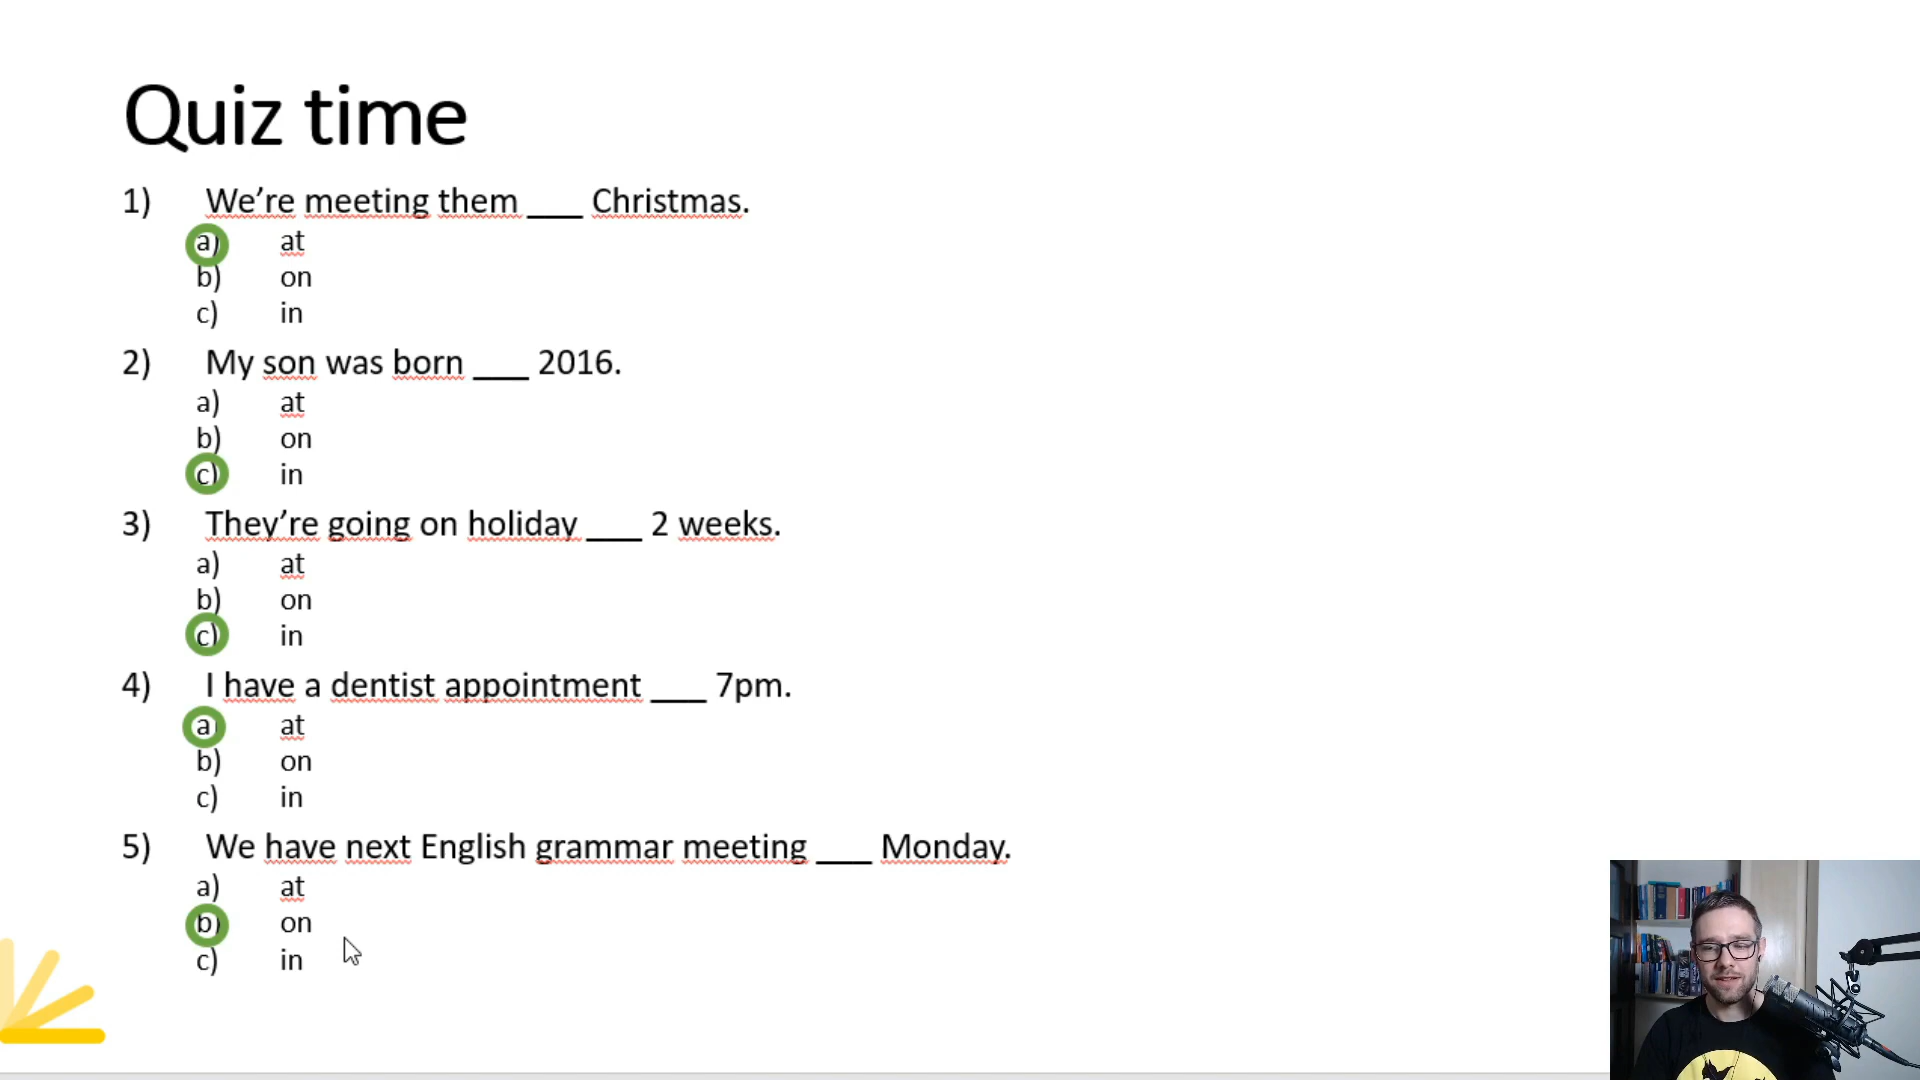 Quiz time
1) We're meeting them ___ Christmas.
a) at
b) on
c) in
2) My son was born ___ 2016.
a) at
b) on
c) in
3) They're going on holiday ___ 2 weeks.
a) at
b) on
c) in
4) I have a dentist appointment ___ 7pm.
a) at
b) on
c) in
5) We have next English grammar meeting ___ Monday.
a) at
b) on
c) in